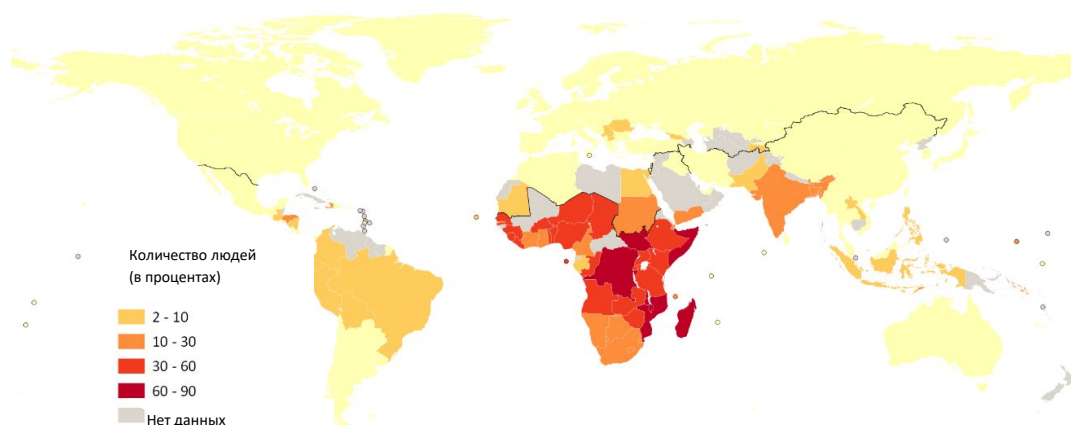 Количество людей
(в процентах)
2 - 10
10 - 30
30 - 60
60 - 90
Нет данных